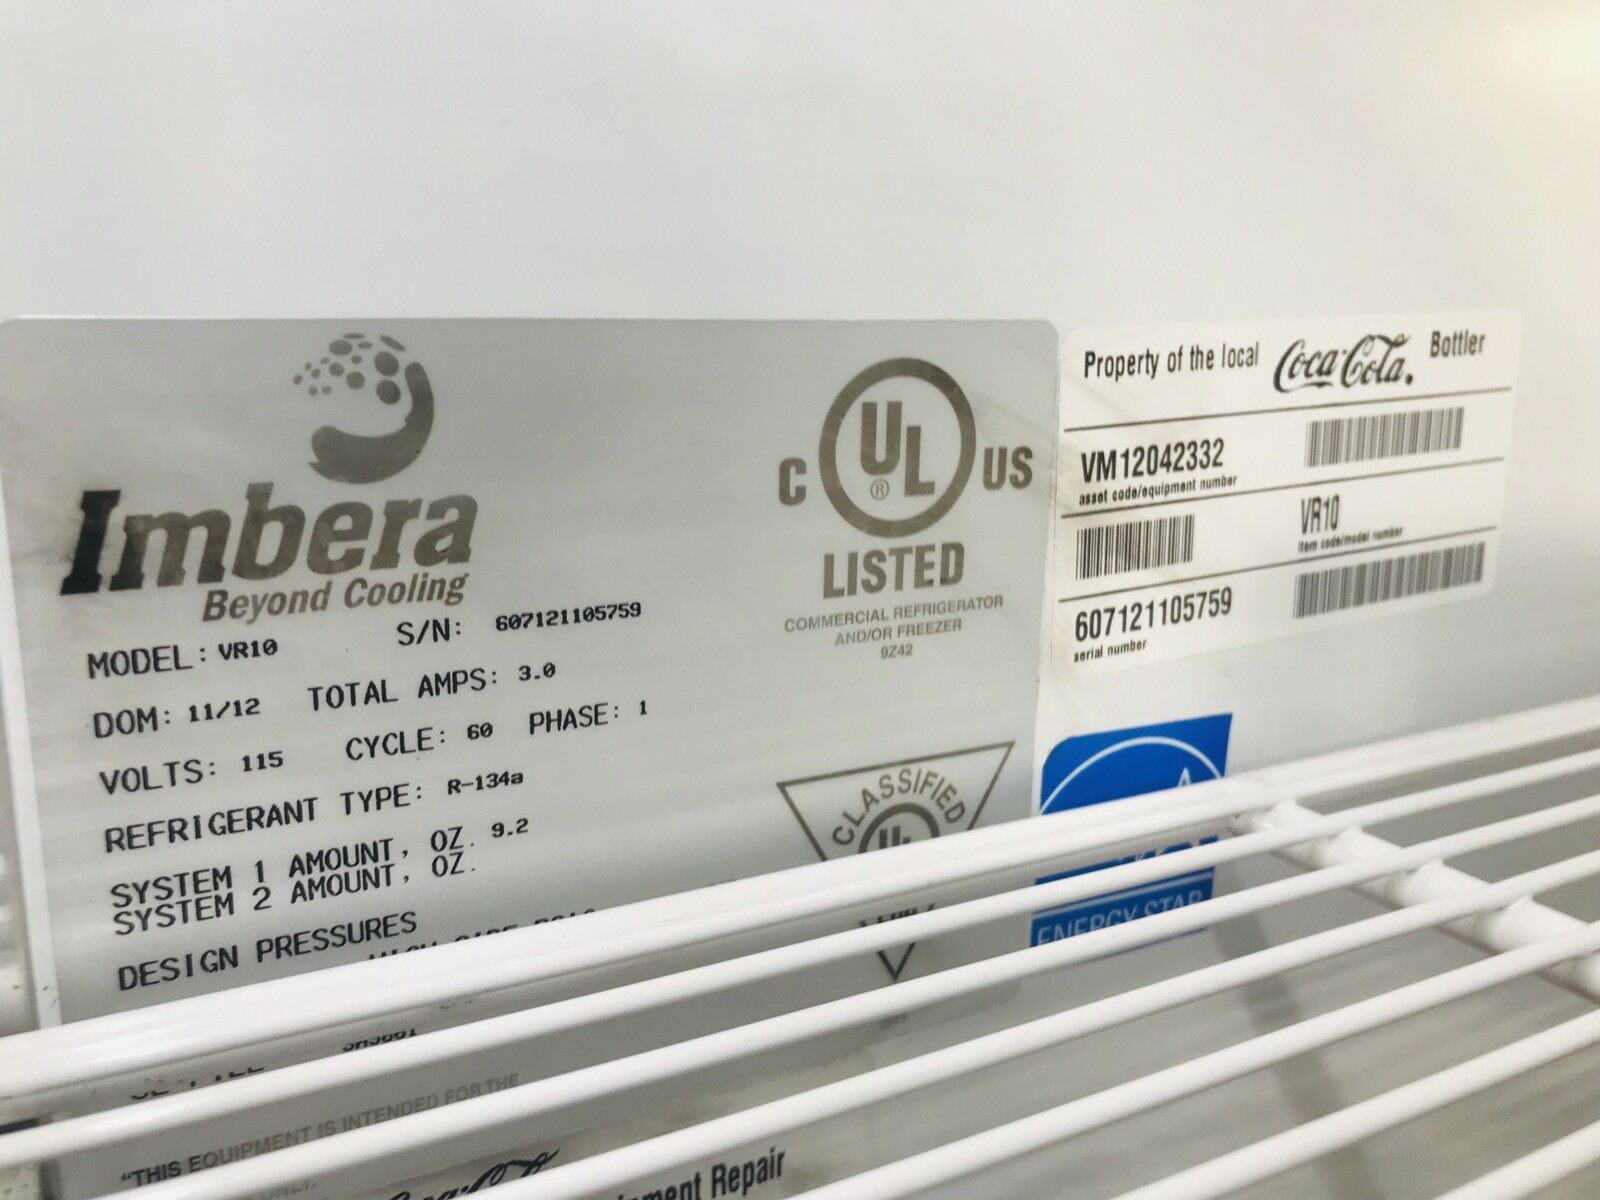 Imbera
Beyond Cooling
MODEL: VR10 S/N: 607121105759
DOM: 11/12 TOTAL AMPS: 3.0
VOLTS: 115 CYCLE: 60 PHASE: 1
REFRIGERANT TYPE: R-134a
SYSTEM 1 AMOUNT, OZ. 9.2
SYSTEM 2 AMOUNT, OZ.
DESIGN PRESSURES
"THIS EQUIPMENT IS INTENDED FOR THE
C UL ® US
LISTED
COMMERCIAL REFRIGERATOR
AND/OR FREEZER
9Z42
CLASSIFIED
UL
Property of the local Coca-Cola. Bottler
VM12042332
asset code/equipment number
VR10
item code/model number
607121105759
serial number
ENERGY STAR
Repair